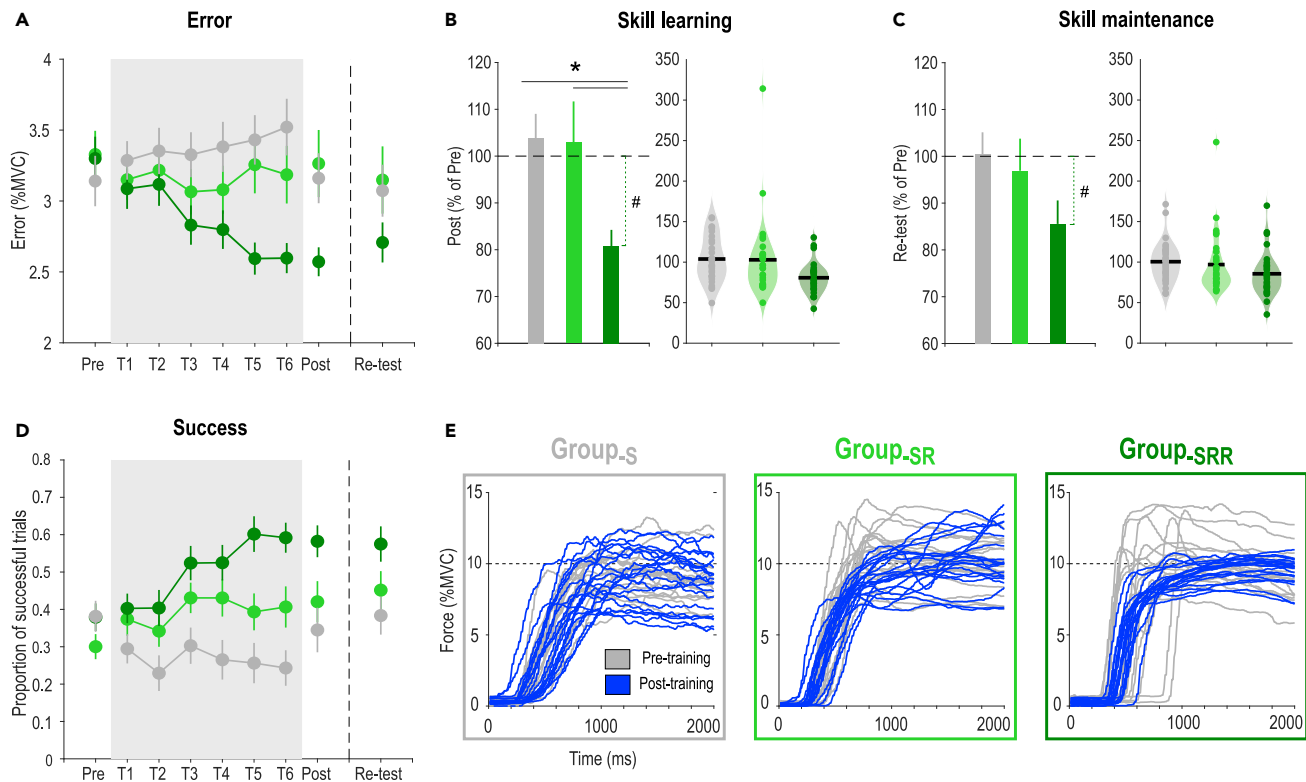 A
Error
Error (%MVC)
4
3.5
3
2.5
2
Pre T1 T2 T3 T4 T5 T6 Post Re-test
B
Skill learning
Post (% of Pre)
120
110
100
90
80
70
60
*
#
350
300
250
200
150
100
50
0
C
Skill maintenance
Re-test (% of Pre)
120
110
100
90
80
70
60
#
350
300
250
200
150
100
50
0
D
Success
Proportion of successful trials
0.8
0.7
0.6
0.5
0.4
0.3
0.2
0.1
0
Pre T1 T2 T3 T4 T5 T6 Post Re-test
E
Group-S
Force (%MVC)
15
10
5
0
0 1000 2000
Pre-training
Post-training
Time (ms)
Group-SR
15
10
5
0
0 1000 2000
Group-SRR
15
10
5
0
0 1000 2000